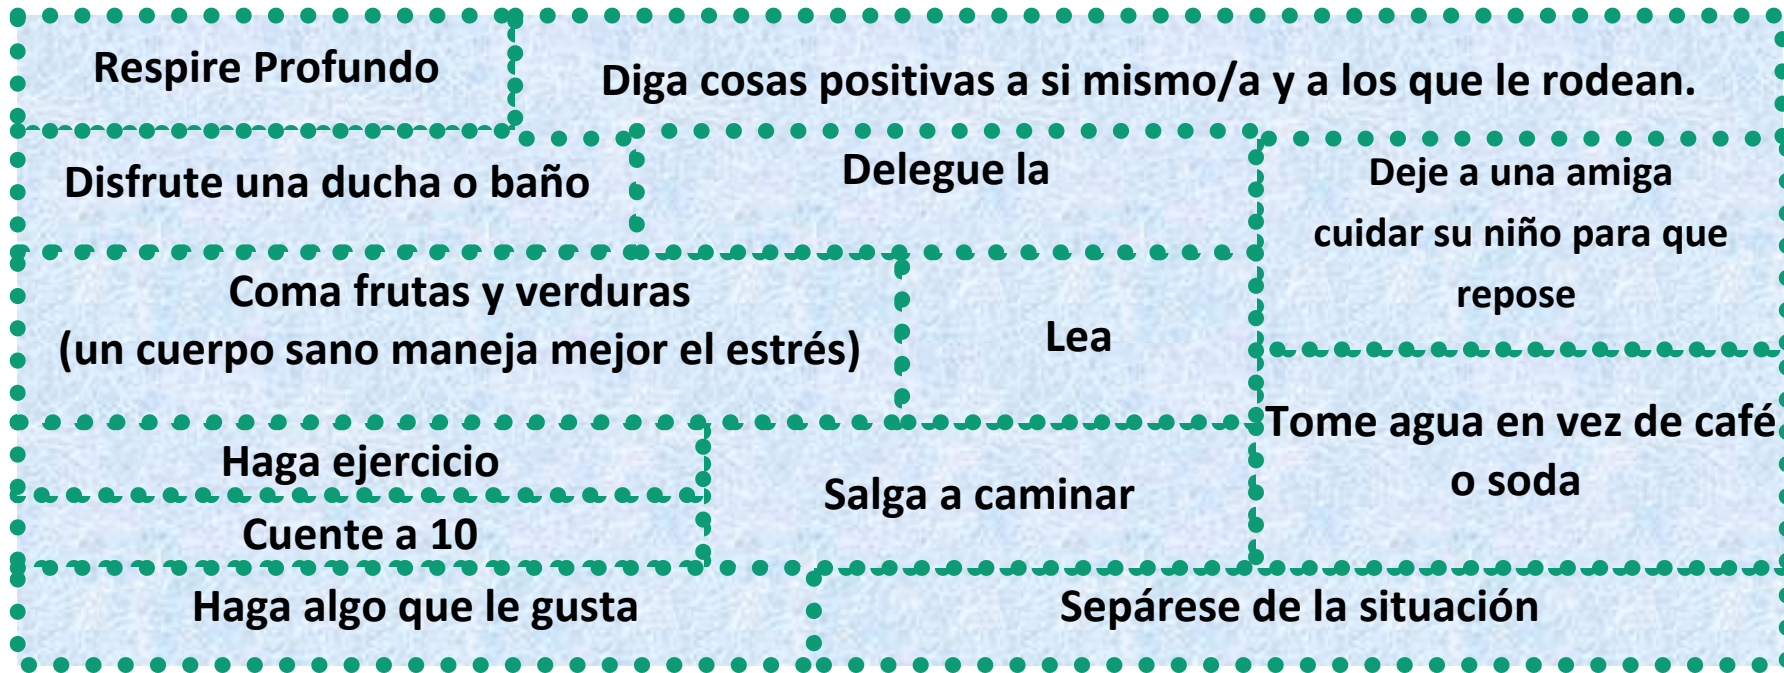 Respire Profundo
Diga cosas positivas a si mismo/a y a los que le rodean.
Disfrute una ducha o baño
Delegue la
Deje a una amiga
cuidar su niño para que
repose
Coma frutas y verduras
(un cuerpo sano maneja mejor el estrés)
Lea
Tome agua en vez de café
o soda
Haga ejercicio
Salga a caminar
Cuente a 10
Haga algo que le gusta
Sepárese de la situación